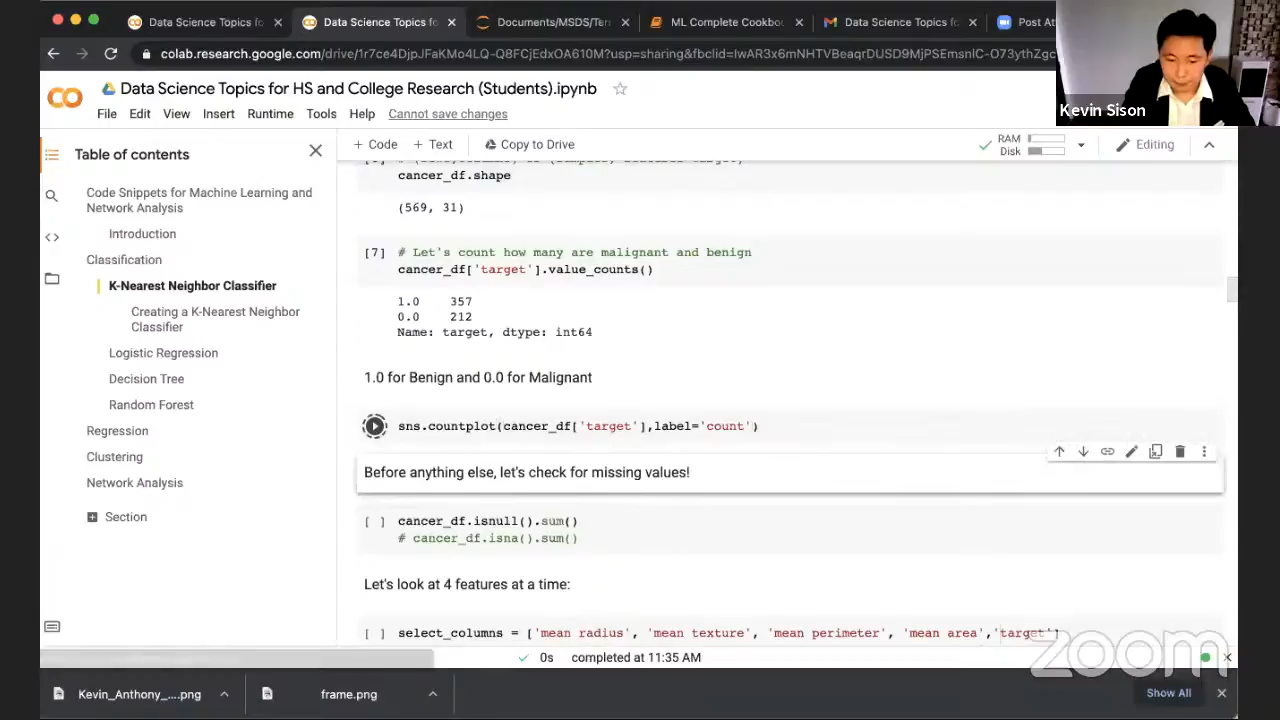 Data Science Topics fo
Data Science Topics fo
Documents/MSDS/Ter
ML Complete Cookbo
Data Science Topics fo
Post At
colab.research.google.com/drive/1r7ce4DjpJFaKMo4LQ-Q8FCjEdxOA610M?usp=sharing&fbclid=IwAR3x6mNHTVBeaqrDUSD9MjPSEmsnlC-O73ythZgc
Kevin Sison
CO
Data Science Topics for HS and College Research (Students).ipynb
File Edit View Insert Runtime Tools Help Cannot save changes
+ Code + Text Copy to Drive
RAM
Disk
Editing
Table of contents
Code Snippets for Machine Learning and
Network Analysis
Introduction
Classification
K-Nearest Neighbor Classifier
Creating a K-Nearest Neighbor
Classifier
Logistic Regression
Decision Tree
Random Forest
Regression
Clustering
Network Analysis
Section
cancer_df.shape
(569, 31)
[7] # Let's count how many are malignant and benign
cancer_df['target'].value_counts()
1.0 357
0.0 212
Name: target, dtype: int64
1.0 for Benign and 0.0 for Malignant
sns.countplot(cancer_df['target'],label='count')
Before anything else, let's check for missing values!
[ ] cancer_df.isnull().sum()
# cancer_df.isna().sum()
Let's look at 4 features at a time:
[ ] select_columns = ['mean radius', 'mean texture', 'mean perimeter', 'mean area','target']
0s completed at 11:35 AM
zoom
Kevin_Anthony_....png
frame.png
Show All